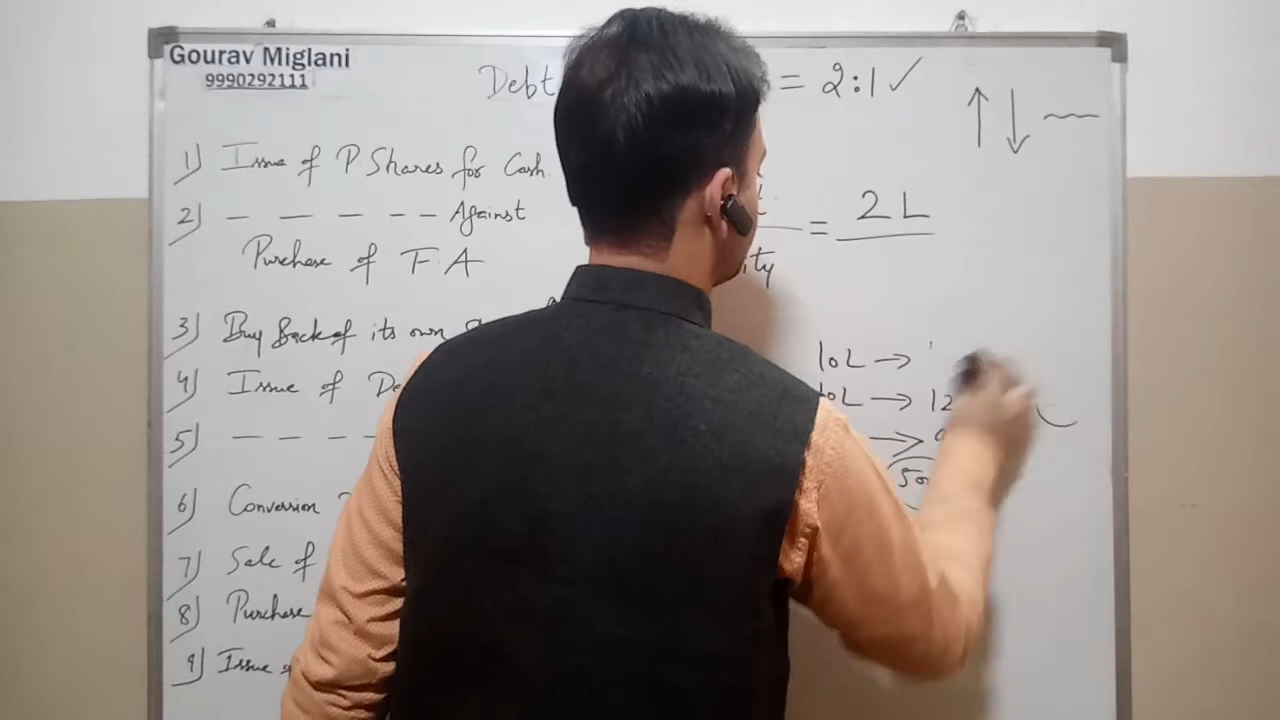 Gourav Miglani
9990292111
Debt = 2:1 ✓
↑ ↓
1) Issue of P Shares for Cash
2) – – – – – Against
Purchase of F A
= 2 L
ity
3) Buy Back of its own
4) Issue of De
5) – – –
6) Conversion
7) Sale of
8) Purchase
9) Issue
10L →
10L → 12
→
50